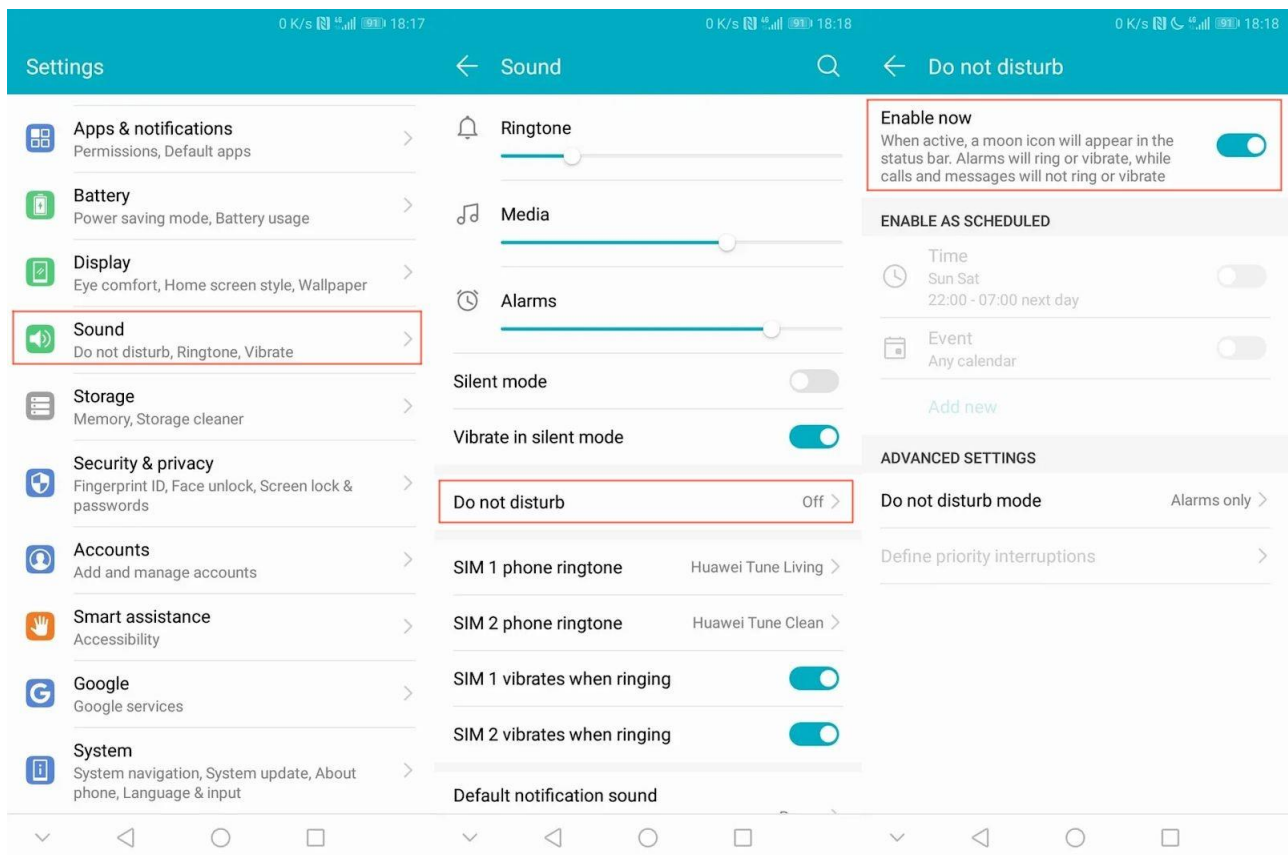 0 K/s 91 18:17
Settings
Apps & notifications
Permissions, Default apps
Battery
Power saving mode, Battery usage
Display
Eye comfort, Home screen style, Wallpaper
Sound
Do not disturb, Ringtone, Vibrate
Storage
Memory, Storage cleaner
Security & privacy
Fingerprint ID, Face unlock, Screen lock &
passwords
Accounts
Add and manage accounts
Smart assistance
Accessibility
Google
Google services
System
System navigation, System update, About
phone, Language & input
0 K/s 91 18:18
Sound
Ringtone
Media
Alarms
Silent mode
Vibrate in silent mode
Do not disturb Off
SIM 1 phone ringtone Huawei Tune Living
SIM 2 phone ringtone Huawei Tune Clean
SIM 1 vibrates when ringing
SIM 2 vibrates when ringing
Default notification sound
0 K/s 91 18:18
Do not disturb
Enable now
When active, a moon icon will appear in the
status bar. Alarms will ring or vibrate, while
calls and messages will not ring or vibrate
ENABLE AS SCHEDULED
Time
Sun Sat
22:00 - 07:00 next day
Event
Any calendar
Add new
ADVANCED SETTINGS
Do not disturb mode Alarms only
Define priority interruptions